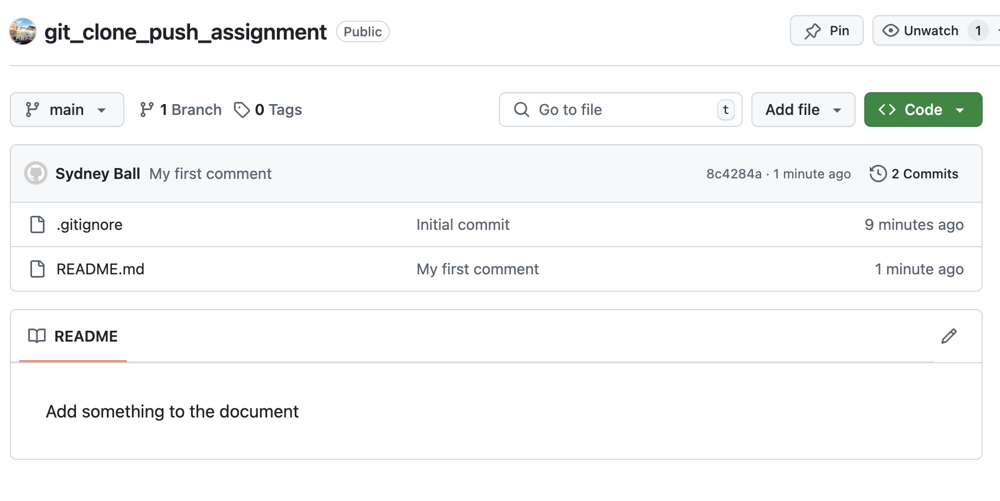 git_clone_push_assignment Public Pin Unwatch 1
main 1 Branch 0 Tags Go to file t Add file Code
Sydney Ball My first comment 8c4284a · 1 minute ago 2 Commits
.gitignore Initial commit 9 minutes ago
README.md My first comment 1 minute ago
README
Add something to the document